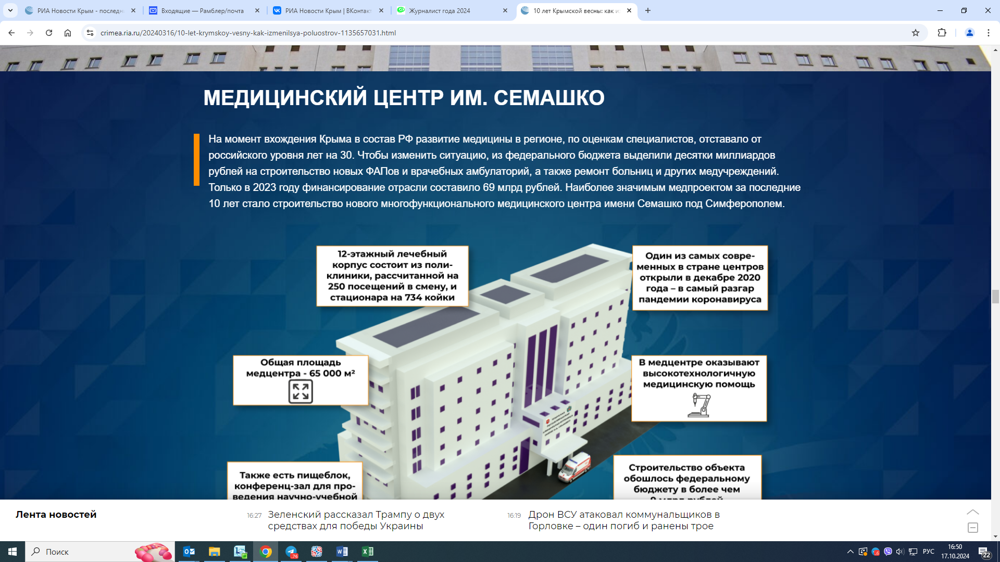 РИА Новости Крым - последн
Входящие — Рамблер/почта
РИА Новости Крым | ВКонтакт
Журналист года 2024
10 лет Крымской весны: как из
crimea.ria.ru/20240316/10-let-krymskoy-vesny-kak-izmenilsya-poluostrov-1135657031.html
МЕДИЦИНСКИЙ ЦЕНТР ИМ. СЕМАШКО
На момент вхождения Крыма в состав РФ развитие медицины в регионе, по оценкам специалистов, отставало от
российского уровня лет на 30. Чтобы изменить ситуацию, из федерального бюджета выделили десятки миллиардов
рублей на строительство новых ФАПов и врачебных амбулаторий, а также ремонт больниц и других медучреждений.
Только в 2023 году финансирование отрасли составило 69 млрд рублей. Наиболее значимым медпроектом за последние
10 лет стало строительство нового многофункционального медицинского центра имени Семашко под Симферополем.
12-этажный лечебный
корпус состоит из поли-
клиники, рассчитанной на
250 посещений в смену, и
стационара на 734 койки
Один из самых совре-
менных в стране центров
открыли в декабре 2020
года – в самый разгар
пандемии коронавируса
Общая площадь
медцентра - 65 000 м²
В медцентре оказывают
высокотехнологичную
медицинскую помощь
Также есть пищеблок,
конференц-зал для про-
ведения научно-учебной
Строительство объекта
обошлось федеральному
бюджету в более чем
9 млрд рублей
Лента новостей
16:27 Зеленский рассказал Трампу о двух
средствах для победы Украины
16:19 Дрон ВСУ атаковал коммунальщиков в
Горловке – один погиб и ранены трое
Поиск
76
РУС
16:50
17.10.2024
22